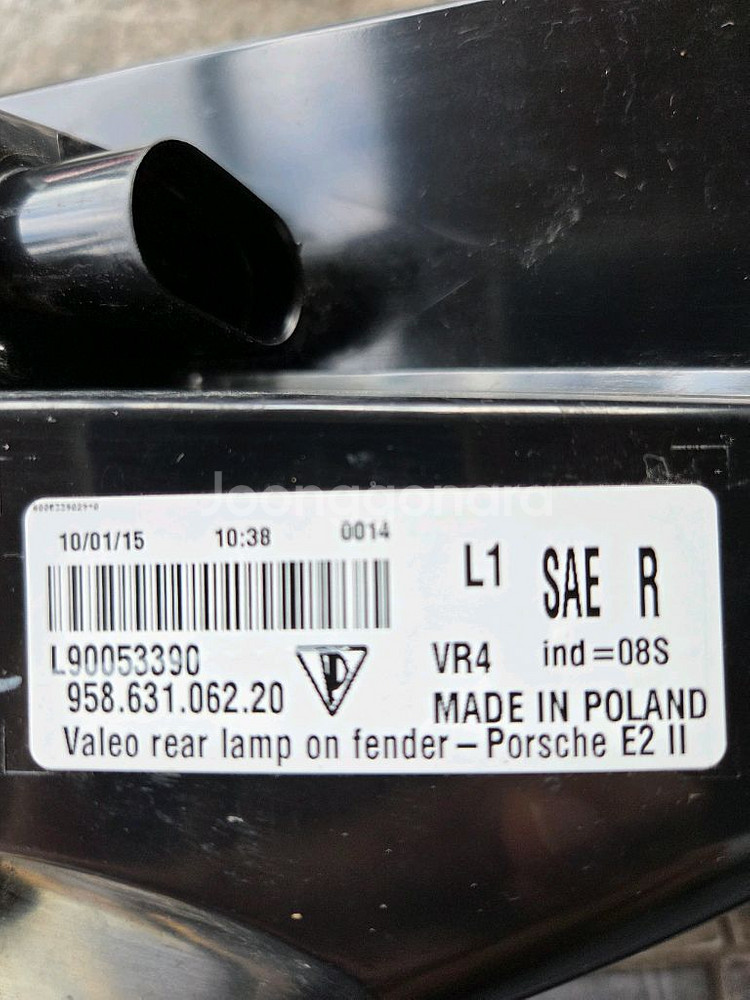 Joonggonara
10/01/15 10:38 0014
L1 SAE R
L90053390
VR4 ind=08S
958.631.062.20
MADE IN POLAND
Valeo rear lamp on fender – Porsche E2 II